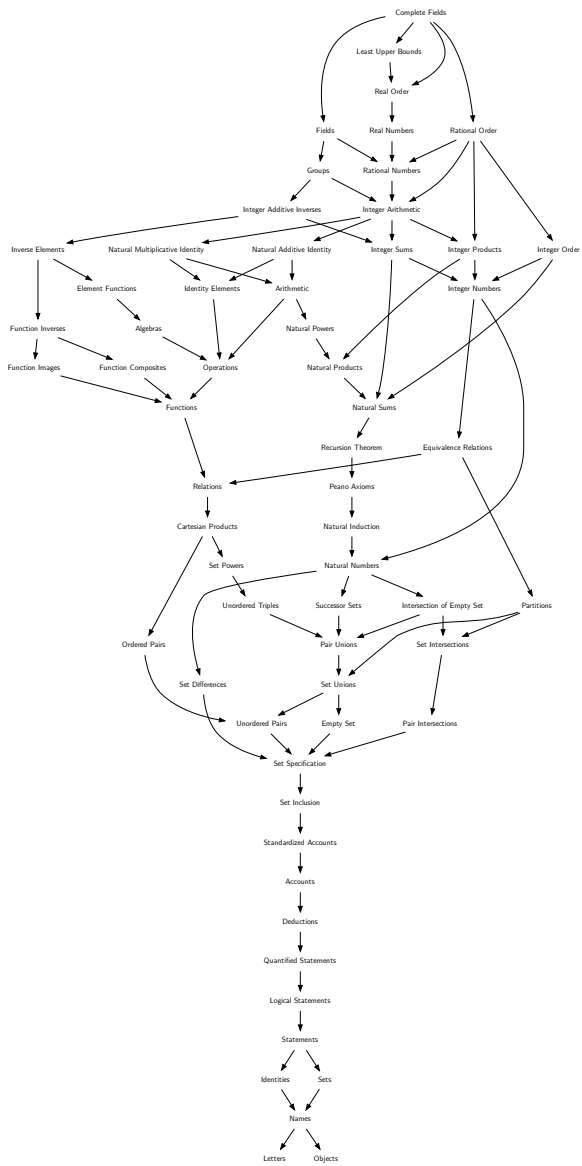 Complete Fields
Least Upper Bounds
Real Order
Fields
Real Numbers
Rational Order
Groups
Rational Numbers
Integer Additive Inverses
Integer Arithmetic
Inverse Elements
Natural Multiplicative Identity
Natural Additive Identity
Integer Sums
Integer Products
Integer Order
Element Functions
Identity Elements
Arithmetic
Integer Numbers
Function Inverses
Algebras
Natural Powers
Function Images
Function Composites
Operations
Natural Products
Functions
Natural Sums
Recursion Theorem
Equivalence Relations
Relations
Peano Axioms
Cartesian Products
Natural Induction
Set Powers
Natural Numbers
Unordered Triples
Successor Sets
Intersection of Empty Set
Partitions
Ordered Pairs
Pair Unions
Set Intersections
Set Differences
Set Unions
Unordered Pairs
Empty Set
Pair Intersections
Set Specification
Set Inclusion
Standardized Accounts
Accounts
Deductions
Quantified Statements
Logical Statements
Statements
Identities
Sets
Names
Letters
Objects